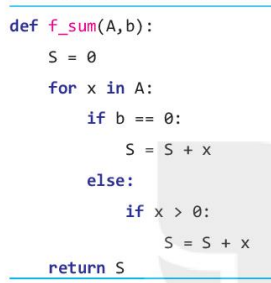 def f_sum(A,b):
    S = 0
    for x in A:
        if b == 0:
            S = S + x
        else:
            if x > 0:
                S = S + x
    return S